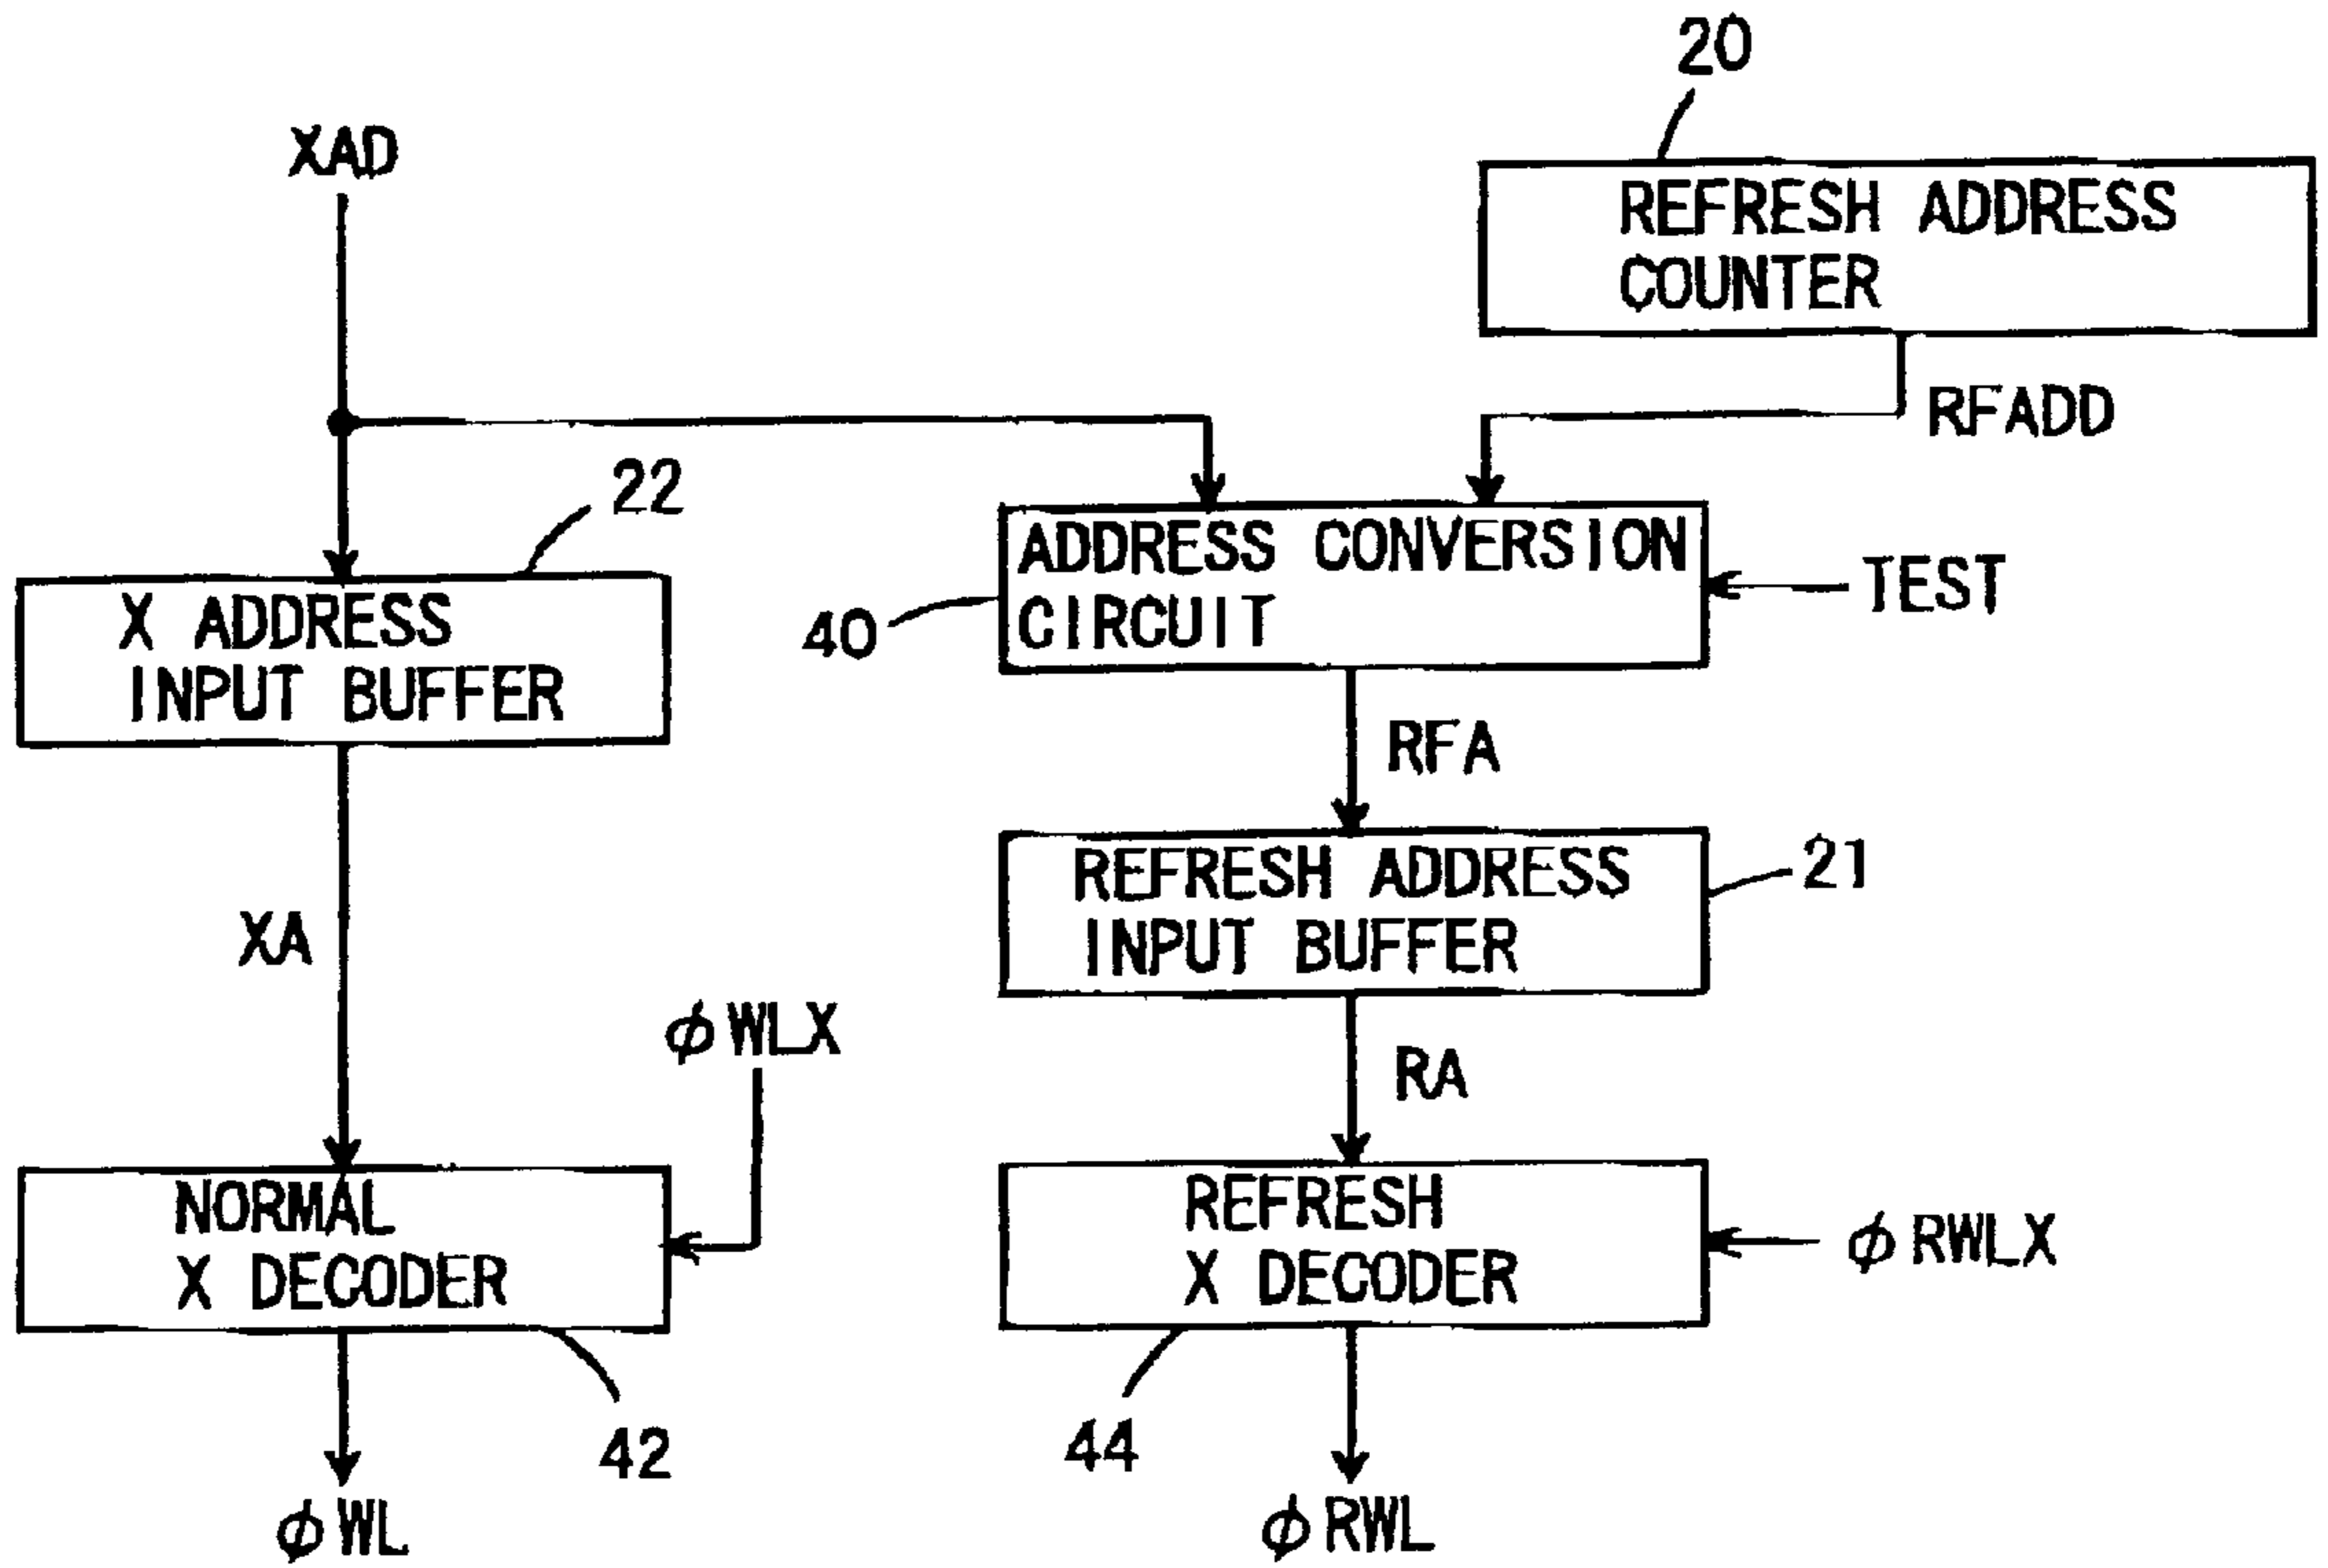 20
XAD
REFRESH ADDRESS
COUNTER
RFADD
22
ADDRESS CONVERSION
CIRCUIT
TEST
40
X ADDRESS
INPUT BUFFER
RFA
REFRESH ADDRESS
INPUT BUFFER
21
XA
φWLX
RA
NORMAL
X DECODER
REFRESH
X DECODER
φRWLX
42
44
φWL
φRWL